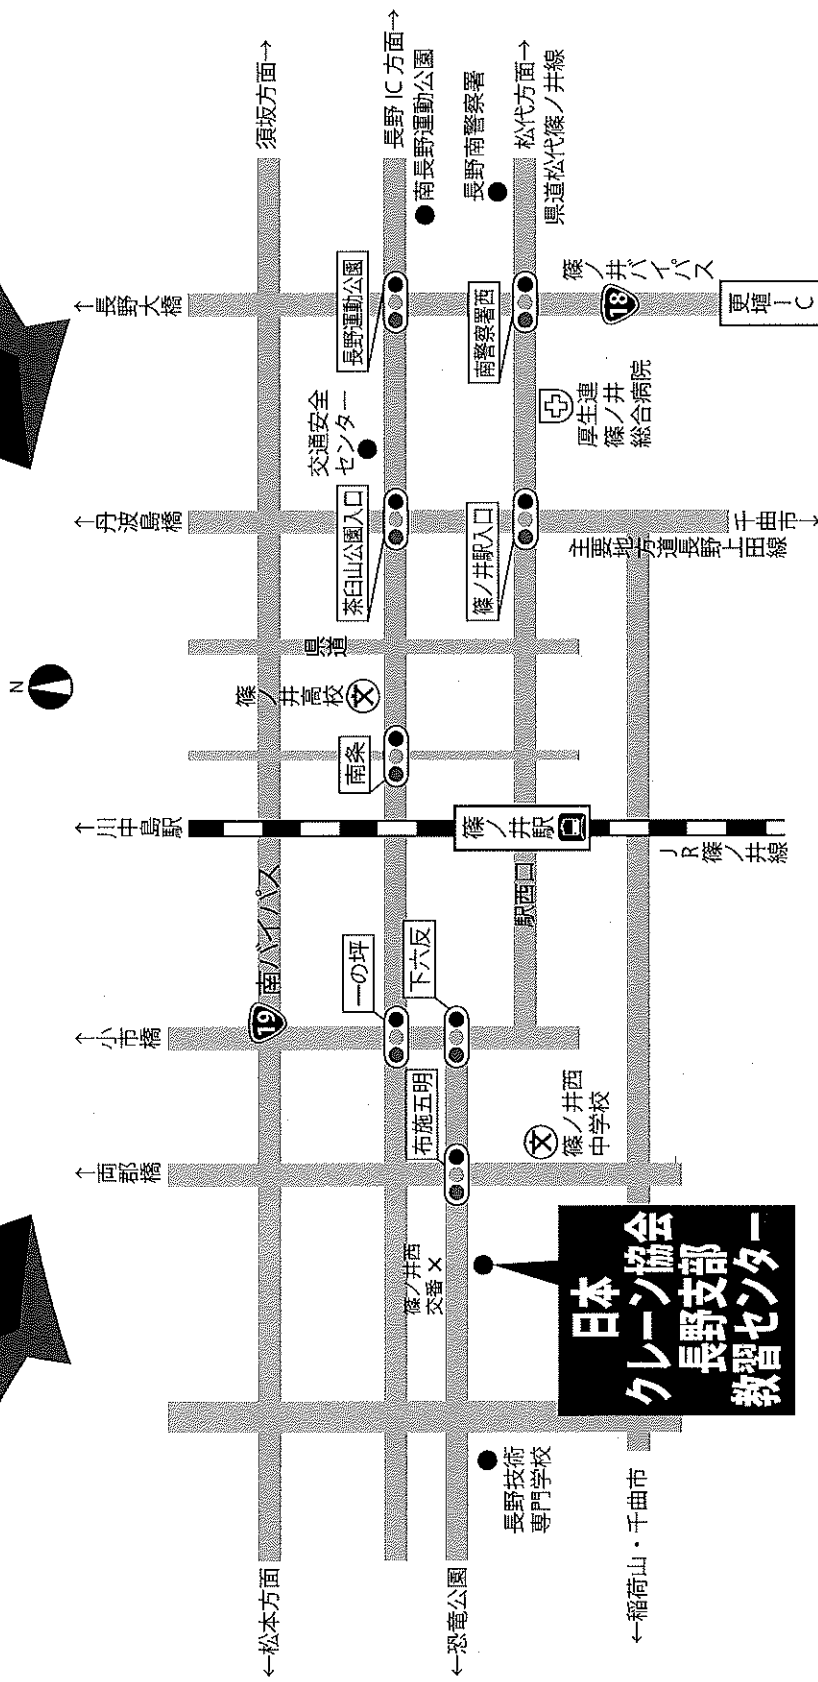 N
←松本方面
19
南バイパス
須坂方面→
↑両郡橋
↑小市橋
↑川中島駅
↑丹波島橋
↑長野大橋
県道
篠ノ井高校
交通安全
センター
一の坪
南条
茶臼山公園入口
長野運動公園
長野IC方面→
南長野運動公園
←恐竜公園
篠ノ井西
交番
布施五明
下六反
篠ノ井駅
駅西口
篠ノ井駅入口
南警察署西
長野南警察署
松代方面→
県道松代篠ノ井線
長野技術
専門学校
日本
クレーン協会
長野支部
教習センター
篠ノ井西
中学校
厚生連
篠ノ井
総合病院
18
篠ノ井バイパス
←稲荷山・千曲市
JR篠ノ井線
主要地方道長野上田線
千曲市→
更埴IC